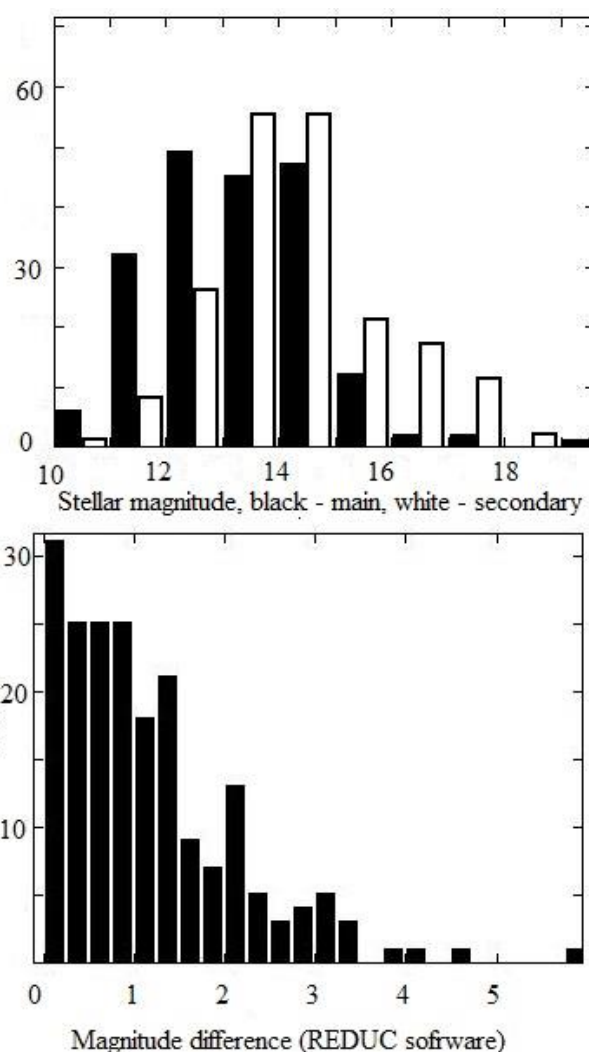 60
30
0
10 12 14 16 18
Stellar magnitude, black - main, white - secondary
30
20
10
0 1 2 3 4 5
Magnitude difference (REDUC sofrware)